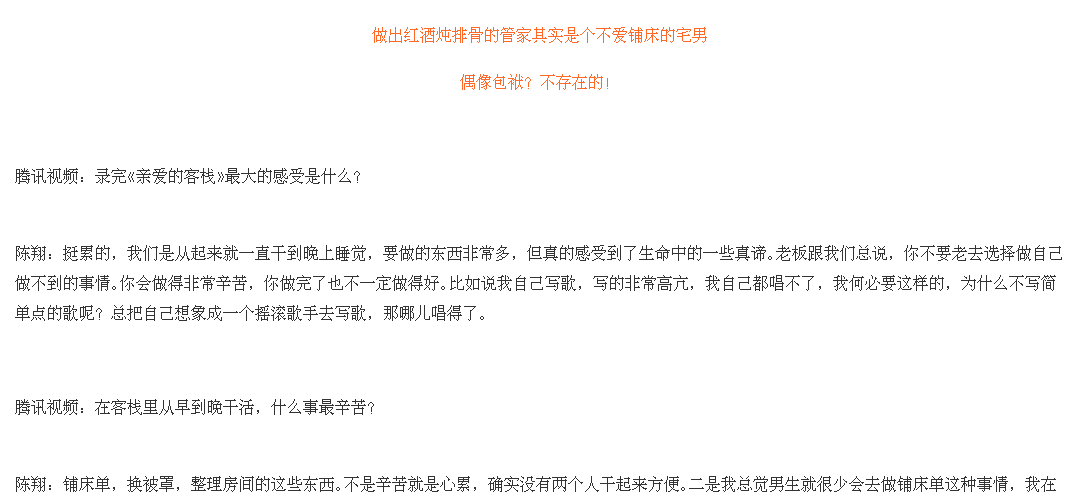 做出红酒炖排骨的管家其实是个不爱铺床的宅男
偶像包袱？不存在的！
腾讯视频：录完《亲爱的客栈》最大的感受是什么？
陈翔：挺累的，我们是从起来就一直干到晚上睡觉，要做的东西非常多，但真的感受到了生命中的一些真谛。老板跟我们总说，你不要老去选择做自己
做不到的事情。你会做得非常辛苦，你做完了也不一定做得好。比如说我自己写歌，写的非常高亢，我自己都唱不了，我何必要这样的，为什么不写简
单点的歌呢？总把自己想象成一个摇滚歌手去写歌，那哪儿唱得了。
腾讯视频：在客栈里从早到晚干活，什么事最辛苦？
陈翔：铺床单，换被罩，整理房间的这些东西。不是辛苦就是心累，确实没有两个人干起来方便。二是我总觉男生就很少会去做铺床单这种事情，我在